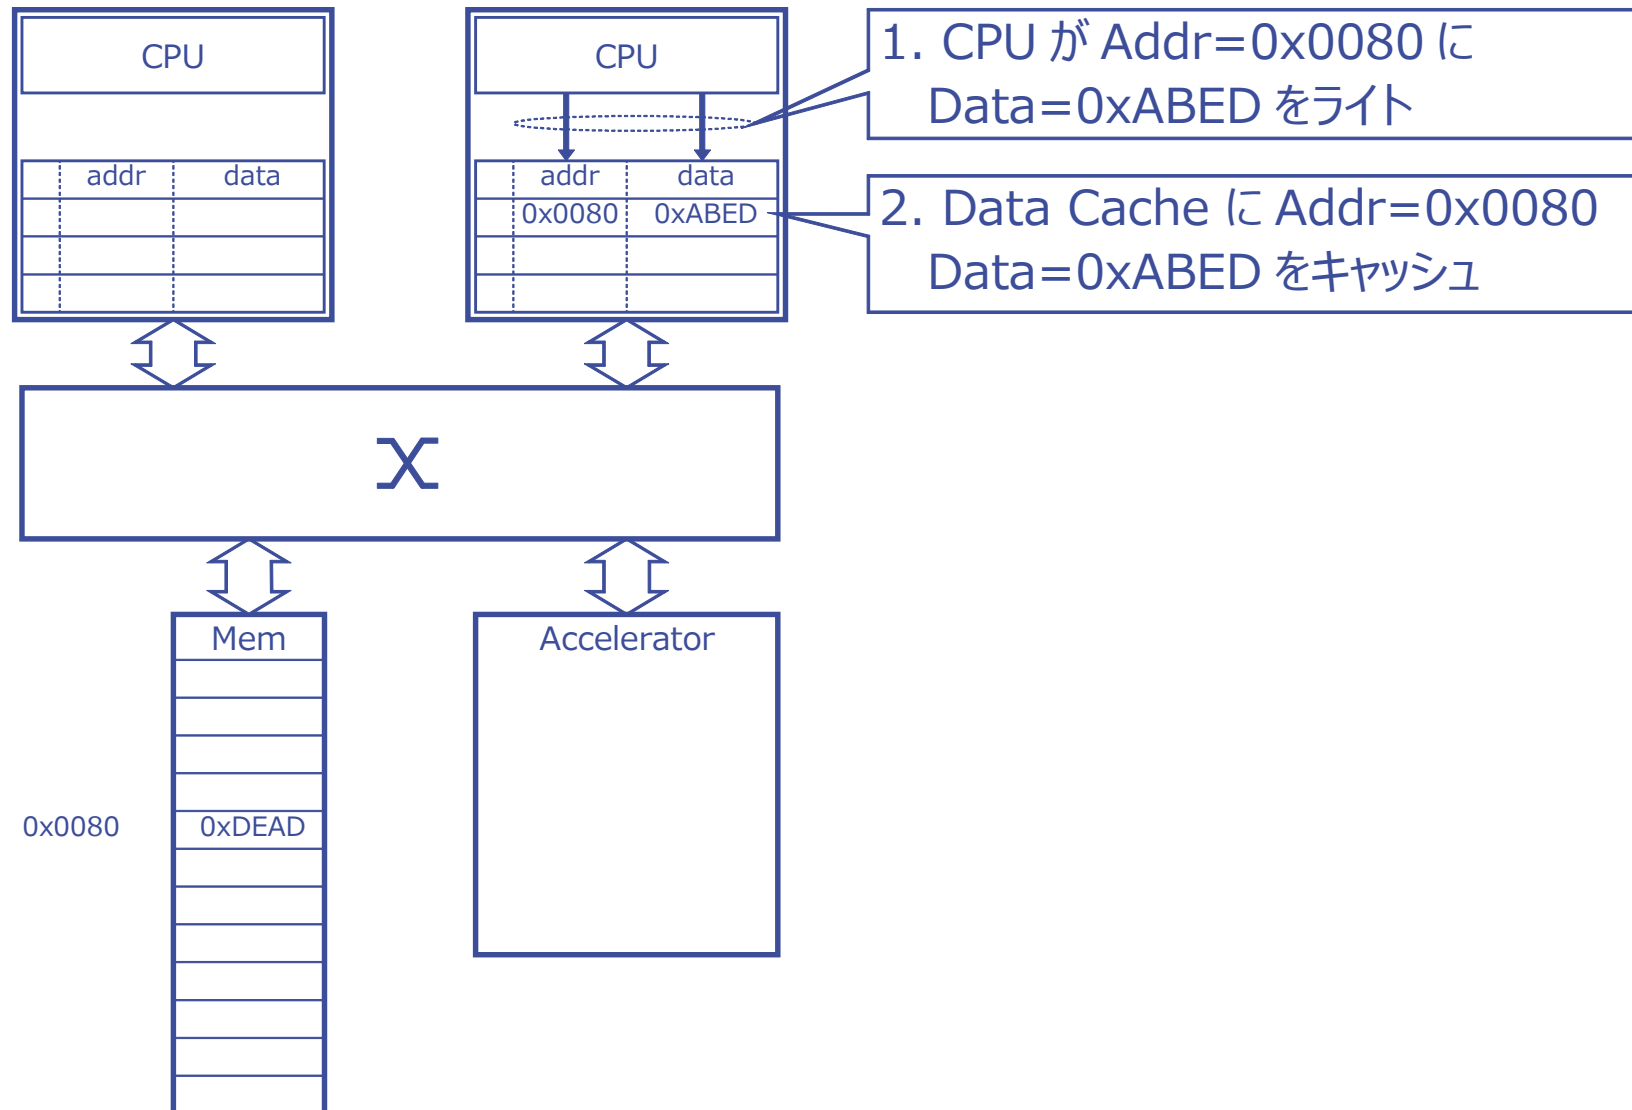 CPU
CPU
1. CPU が Addr=0x0080 に
Data=0xABED をライト
addr data
addr data
0x0080 0xABED
2. Data Cache に Addr=0x0080
Data=0xABED をキャッシュ
Mem
Accelerator
0x0080 0xDEAD